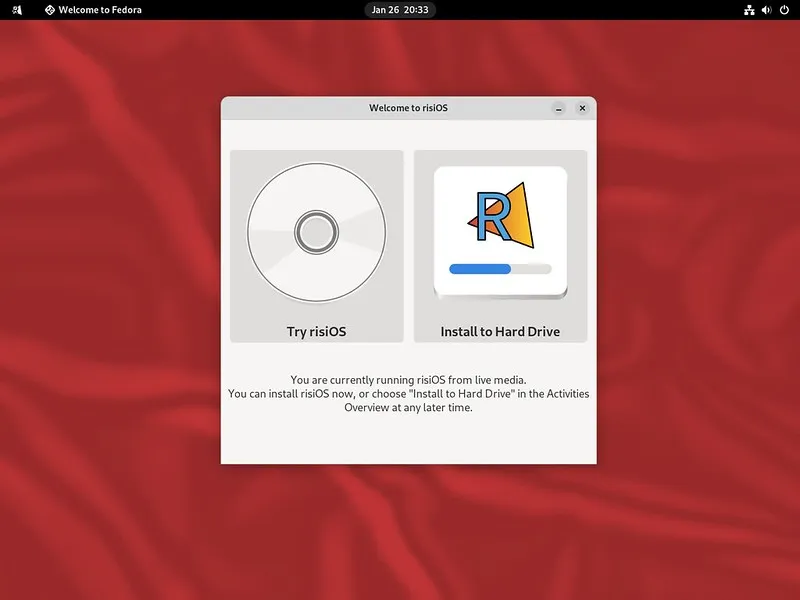 Welcome to Fedora
Jan 26 20:33
Welcome to risiOS
R
Try risiOS
Install to Hard Drive
You are currently running risiOS from live media.
You can install risiOS now, or choose "Install to Hard Drive" in the Activities
Overview at any later time.